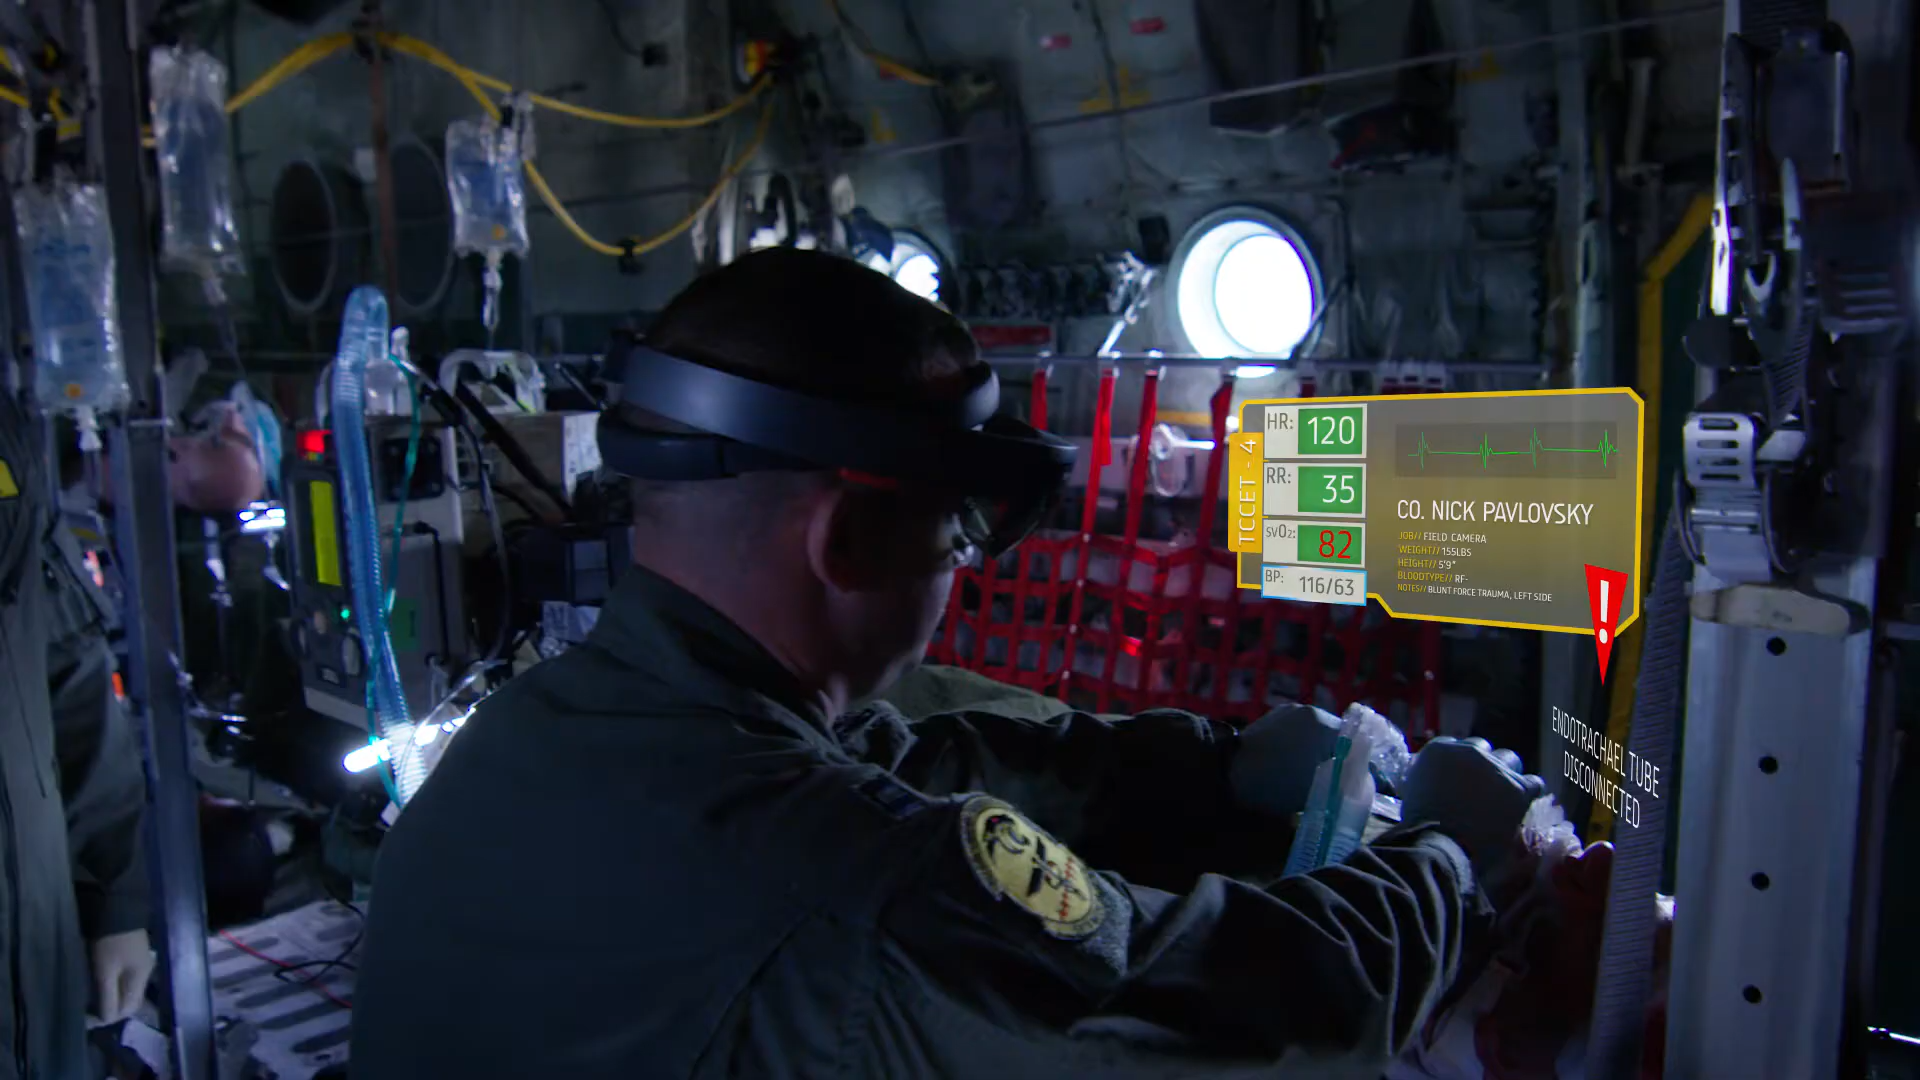 TCCET - 4
HR: 120
RR: 35
SVO₂: 82
BP: 116/63
CO. NICK PAVLOVSKY
JOB// FIELD CAMERA
WEIGHT// 155LBS
HEIGHT// 5'9"
BLOODTYPE// RF-
NOTES// BLUNT FORCE TRAUMA, LEFT SIDE
!
ENDOTRACHAEL TUBE
DISCONNECTED